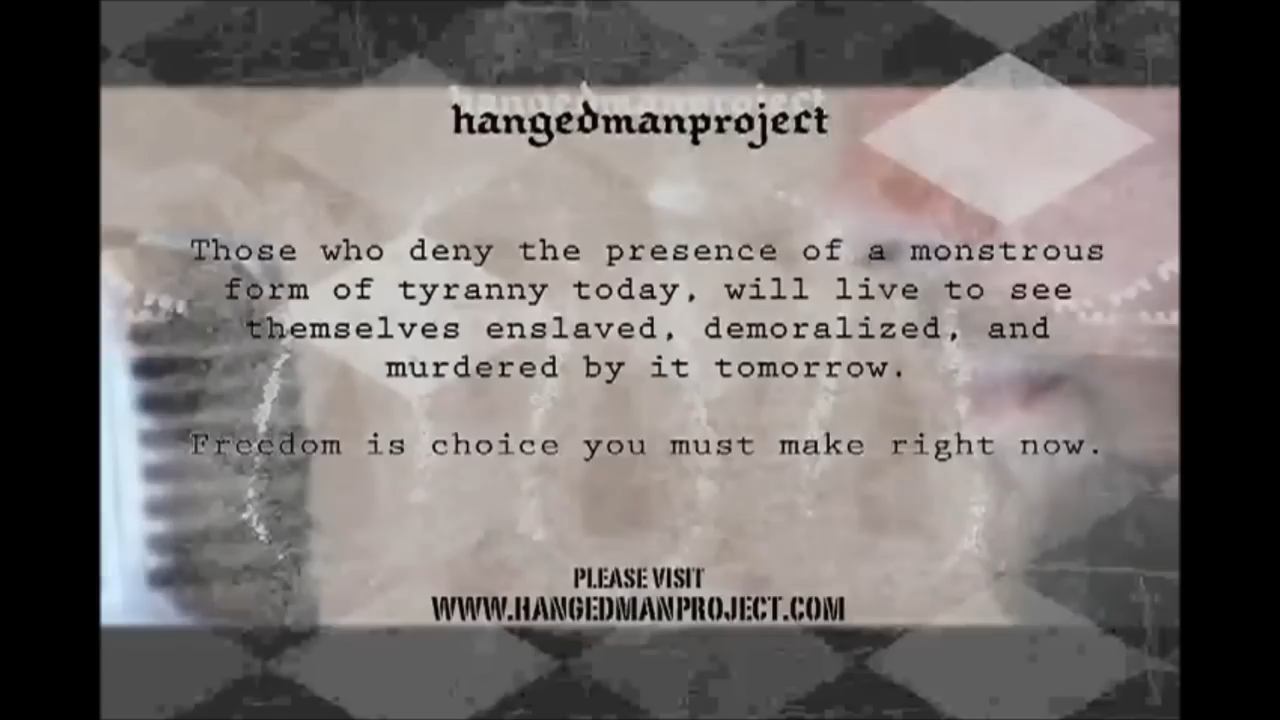 hangedmanproject
Those who deny the presence of a monstrous
form of tyranny today, will live to see
themselves enslaved, demoralized, and
murdered by it tomorrow.
Freedom is choice you must make right now.
PLEASE VISIT
WWW.HANGEDMANPROJECT.COM